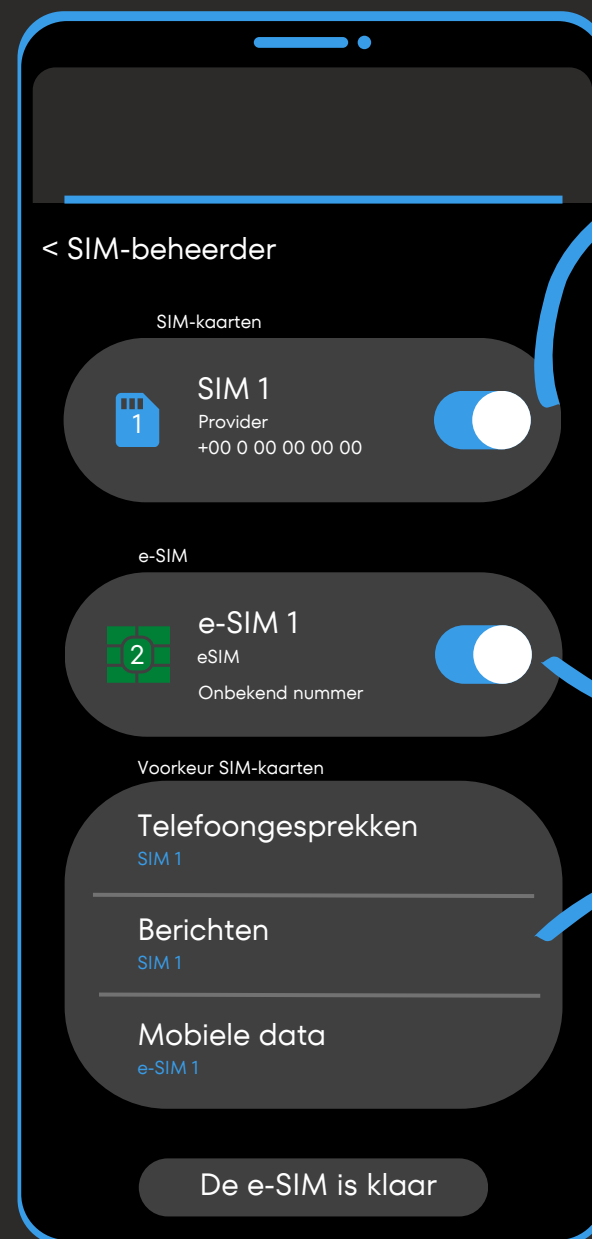 < SIM-beheerder
SIM-kaarten
1
SIM 1
Provider
+00 0 00 00 00 00
e-SIM
2
e-SIM 1
eSIM
Onbekend nummer
Voorkeur SIM-kaarten
Telefoongesprekken
SIM 1
Berichten
SIM 1
Mobiele data
e-SIM 1
De e-SIM is klaar